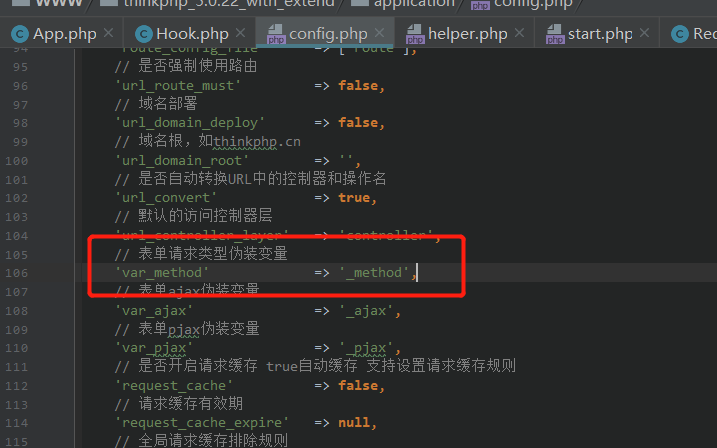 WWW thinkphp_5.0.22_with_extend application config.php
App.php Hook.php config.php helper.php start.php
94 'route_config_file' => ['route'],
95 // 是否强制使用路由
96 'url_route_must' => false,
97 // 域名部署
98 'url_domain_deploy' => false,
99 // 域名根，如thinkphp.cn
100 'url_domain_root' => '',
101 // 是否自动转换URL中的控制器和操作名
102 'url_convert' => true,
103 // 默认的访问控制器层
104 'url_controller_layer' => 'controller',
105 // 表单请求类型伪装变量
106 'var_method' => '_method',
107 // 表单ajax伪装变量
108 'var_ajax' => '_ajax',
109 // 表单pjax伪装变量
110 'var_pjax' => '_pjax',
111 // 是否开启请求缓存 true自动缓存 支持设置请求缓存规则
112 'request_cache' => false,
113 // 请求缓存有效期
114 'request_cache_expire' => null,
115 // 全局请求缓存排除规则